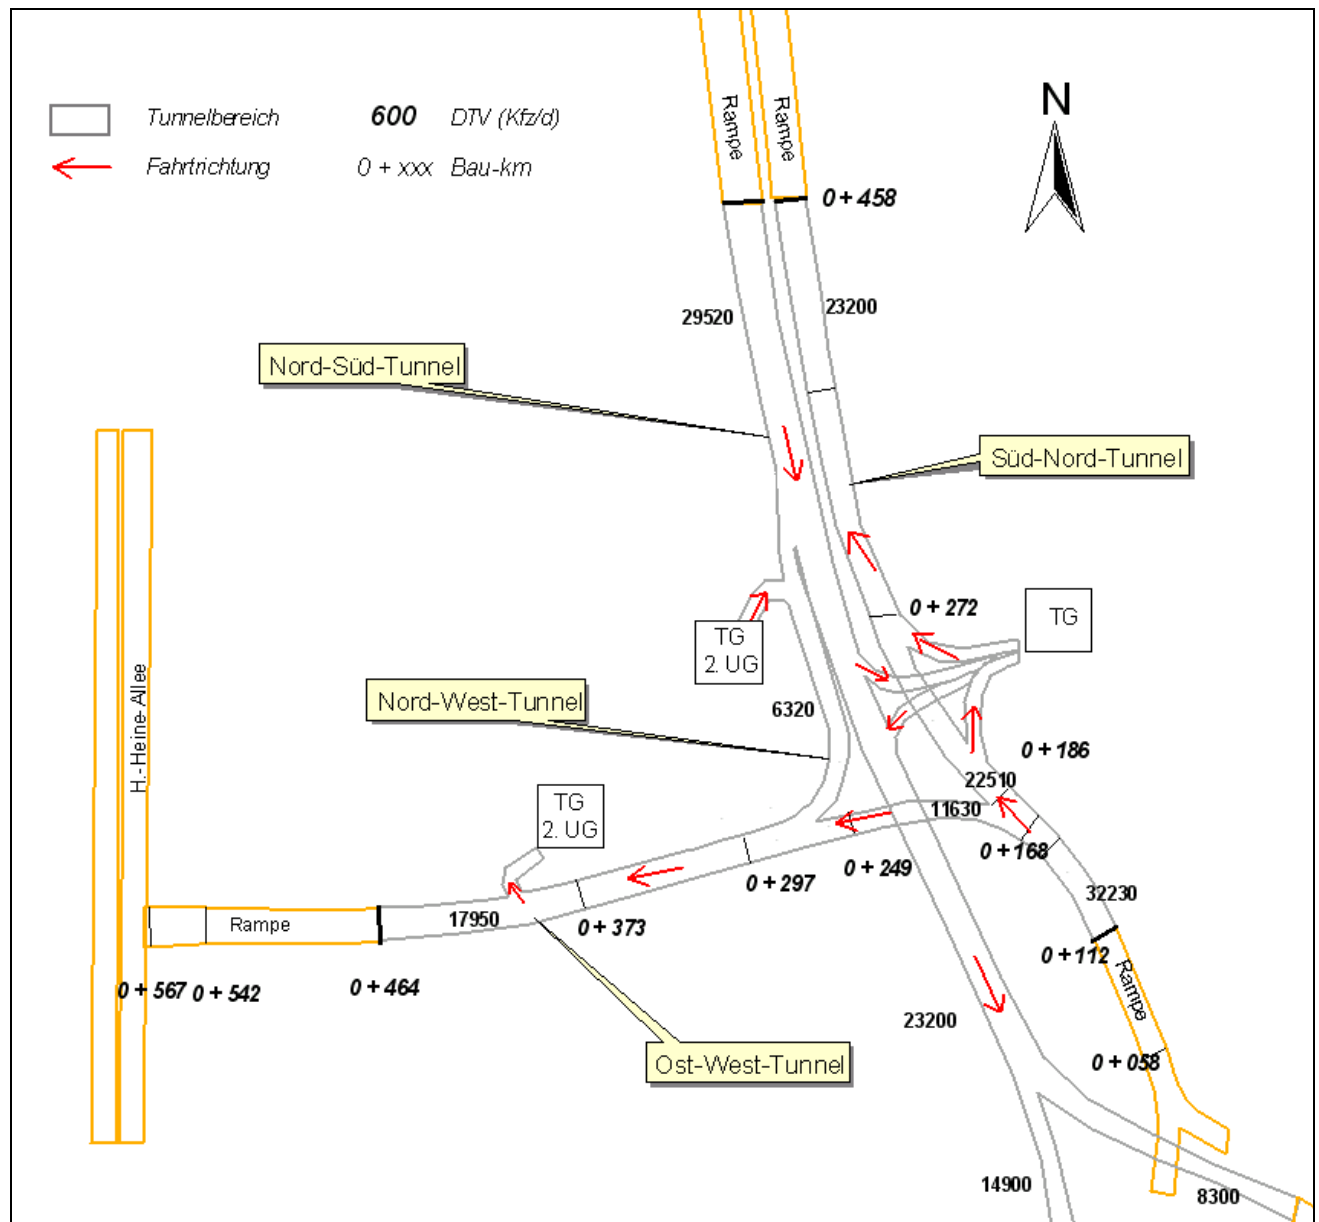 N
Tunnelbereich
600 DTV (Kfz/d)
Fahrtrichtung
0 + xxx Bau-km
Rampe
Rampe
0 + 458
29520
23200
Nord-Süd-Tunnel
Süd-Nord-Tunnel
0 + 272
TG
TG
2. UG
H.-Heine-Allee
Nord-West-Tunnel
6320
0 + 186
22510
TG
2. UG
11630
0 + 168
0 + 249
0 + 297
32230
17950
Rampe
0 + 373
0 + 112
0 + 567
0 + 542
0 + 464
Rampe
23200
Ost-West-Tunnel
0 + 058
14900
8300